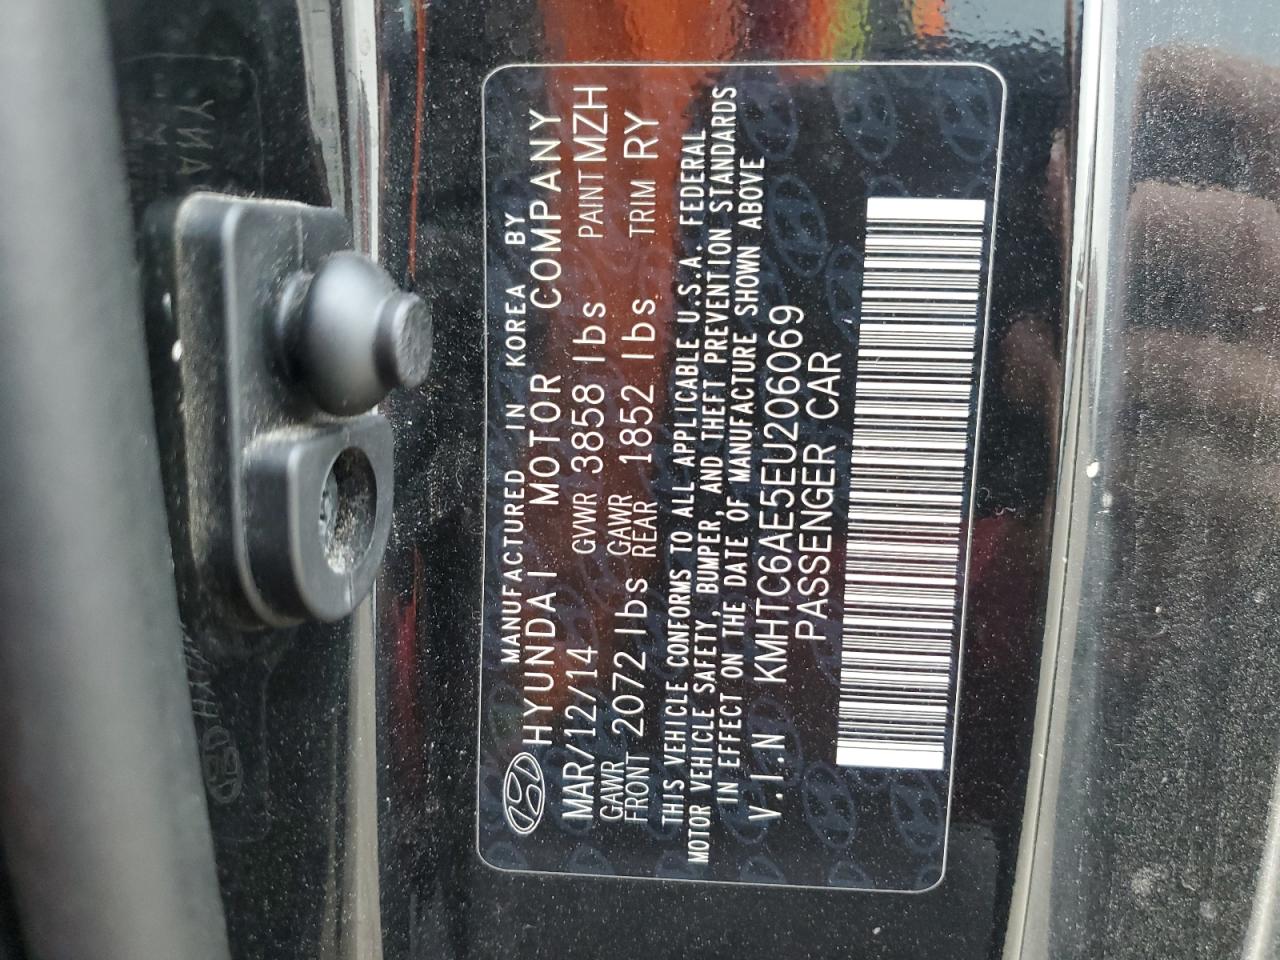 MANUFACTURED IN KOREA BY
HYUNDAI MOTOR COMPANY
MAR/12/14 GVWR 3858 lbs PAINT MZH
GAWR FRONT 2072 lbs GAWR REAR 1852 lbs TRIM RY
THIS VEHICLE CONFORMS TO ALL APPLICABLE U.S.A. FEDERAL
MOTOR VEHICLE SAFETY, BUMPER, AND THEFT PREVENTION STANDARDS
IN EFFECT ON THE DATE OF MANUFACTURE SHOWN ABOVE
V.I.N KMHTC6AE5EU206069
PASSENGER CAR